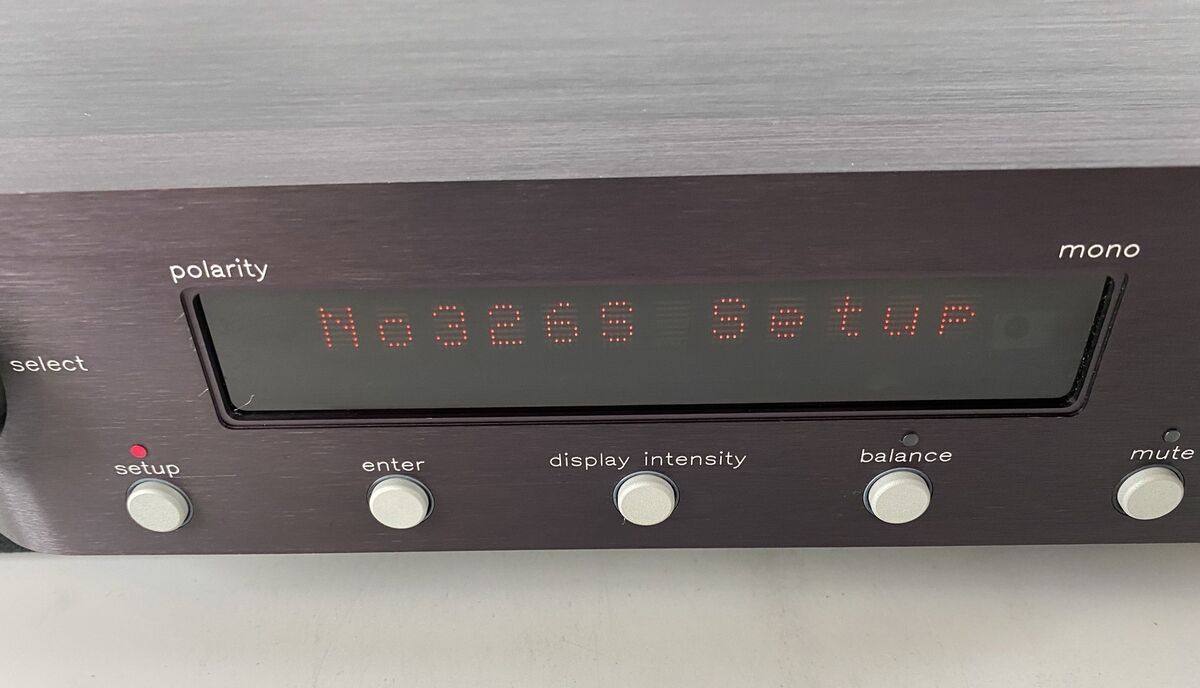 polarity
mono
No326S Setup
select
setup
enter
display intensity
balance
mute